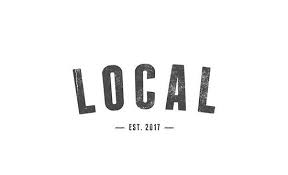 LOCAL
— EST. 2017 —